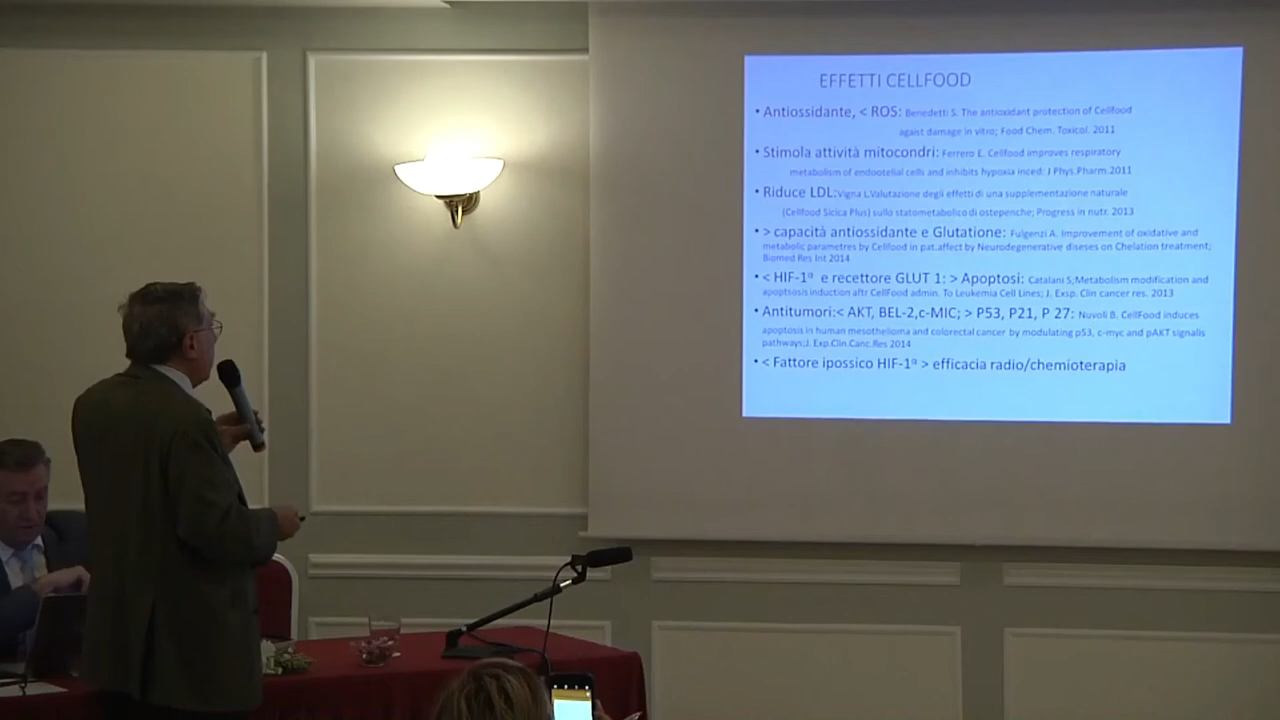 EFFETTI CELLFOOD
• Antiossidante, < ROS: Benedetti S. The antioxidant protection of Cellfood
agaist damage in vitro; Food Chem. Toxicol. 2011
• Stimola attività mitocondri: Ferrero E. Cellfood improves respiratory
metabolism of endootelial cells and inhibits hypoxia inced: J Phys.Pharm.2011
• Riduce LDL:Vigna L.Valutazione degli effetti di una supplementazione naturale
(Cellfood Sicica Plus) sullo statometabolico di ostepenche; Progress in nutr. 2013
• > capacità antiossidante e Glutatione: Fulgenzi A. Improvement of oxidative and
metabolic parametres by Cellfood in pat.affect by Neurodegenerative diseses on Chelation treatment;
Biomed Res Int 2014
• < HIF-1ª e recettore GLUT 1: > Apoptosi: Catalani S;Metabolism modification and
apoptsosis induction aftr CellFood admin. To Leukemia Cell Lines; J. Exsp. Clin cancer res. 2013
• Antitumori:< AKT, BEL-2,c-MIC; > P53, P21, P 27: Nuvoli B. CellFood induces
apoptosis in human mesothelioma and colorectal cancer by modulating p53, c-myc and pAKT signalis
pathways;J. Exp.Clin.Canc.Res 2014
• < Fattore ipossico HIF-1ª > efficacia radio/chemioterapia